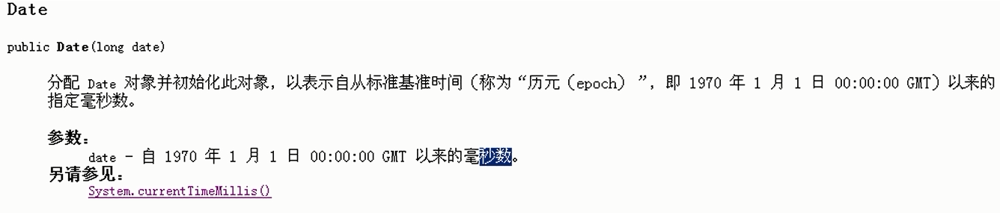 Date
public Date(long date)
分配 Date 对象并初始化此对象，以表示自从标准基准时间（称为“历元（epoch）”，即 1970 年 1 月 1 日 00:00:00 GMT）以来的
指定毫秒数。
参数：
date - 自 1970 年 1 月 1 日 00:00:00 GMT 以来的毫秒数。
另请参见：
System.currentTimeMillis()